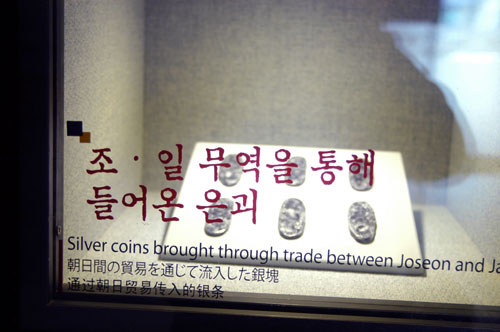 조·일 무역을 통해
들어온 은괴
Silver coins brought through trade between Joseon and Ja
朝日間の貿易を通じて流入した銀塊
通过朝日贸易传入的银条